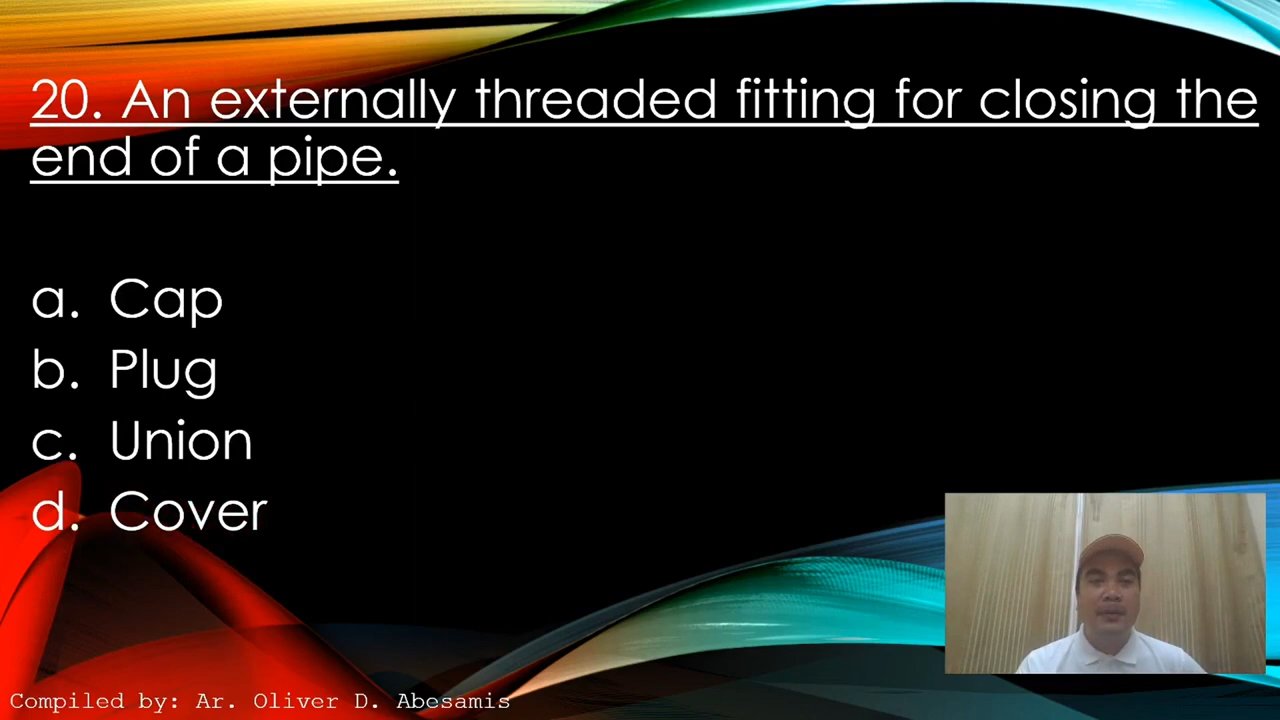 20. An externally threaded fitting for closing the
end of a pipe.
a. Cap
b. Plug
c. Union
d. Cover
Compiled by: Ar. Oliver D. Abesamis